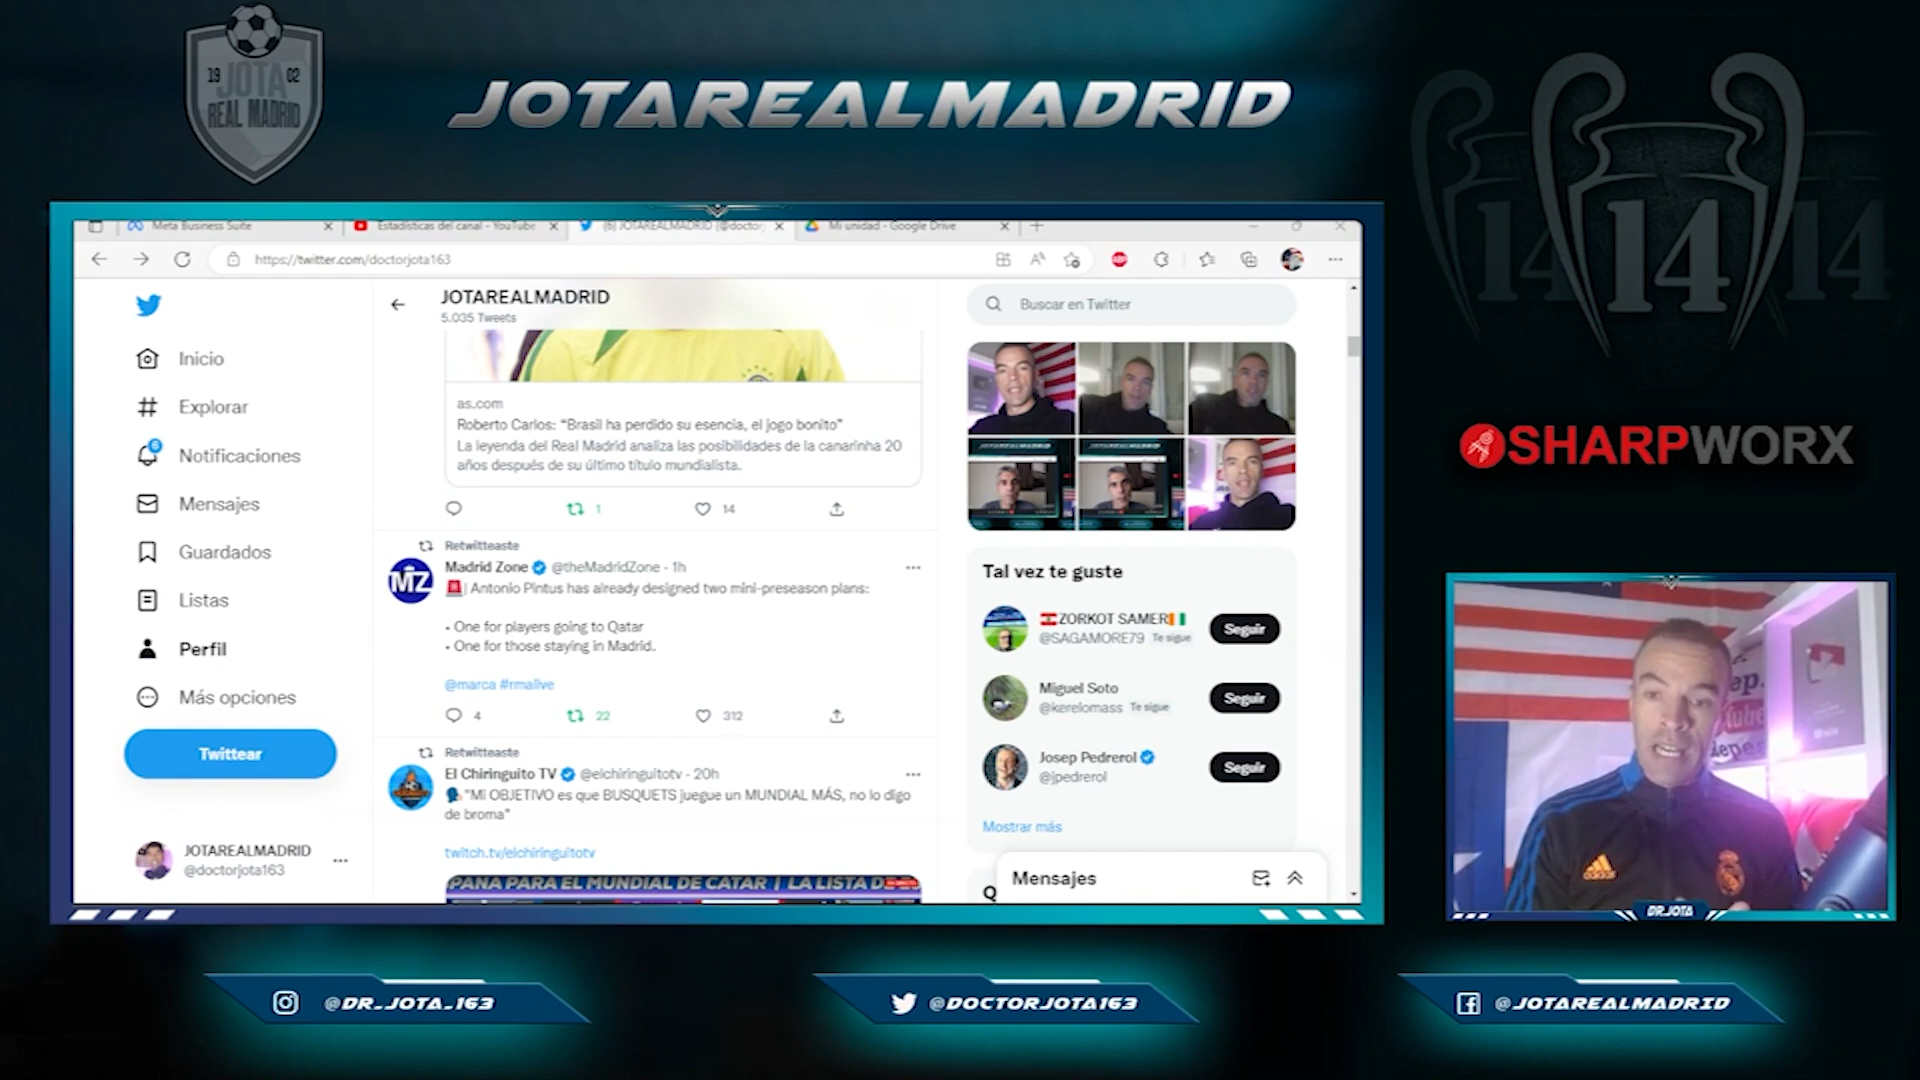 19 02
JOTA
REAL MADRID
JOTAREALMADRID
14 14 14
Meta Business Suite
Estadísticas del canal - YouTube
(6) JOTAREALMADRID (@doctorj
Mi unidad - Google Drive
https://twitter.com/doctorjota163
ABP
JOTAREALMADRID
5.035 Tweets
Buscar en Twitter
Inicio
Explorar
6
Notificaciones
Mensajes
Guardados
Listas
Perfil
Más opciones
Twittear
JOTAREALMADRID
@doctorjota163
as.com
Roberto Carlos: “Brasil ha perdido su esencia, el jogo bonito”
La leyenda del Real Madrid analiza las posibilidades de la canarinha 20
años después de su último título mundialista.
1 14
Retwitteaste
MZ
Madrid Zone @theMadridZone - 1h
| Antonio Pintus has already designed two mini-preseason plans:
• One for players going to Qatar
• One for those staying in Madrid.
@marca #rmalive
4 22 312
Retwitteaste
El Chiringuito TV @elchiringuitotv - 20h
"MI OBJETIVO es que BUSQUETS juegue un MUNDIAL MÁS, no lo digo
de broma"
twitch.tv/elchiringuitotv
PAÑA PARA EL MUNDIAL DE CATAR | LA LISTA D
Tal vez te guste
ZORKOT SAMER
@SAGAMORE79 Te sigue
Seguir
Miguel Soto
@kerelomass Te sigue
Seguir
Josep Pedrerol
@jpedrerol
Seguir
Mostrar más
Q
Mensajes
SHARPWORX
adidas
DR.JOTA
@DR_JOTA_163
@DOCTORJOTA163
@JOTAREALMADRID